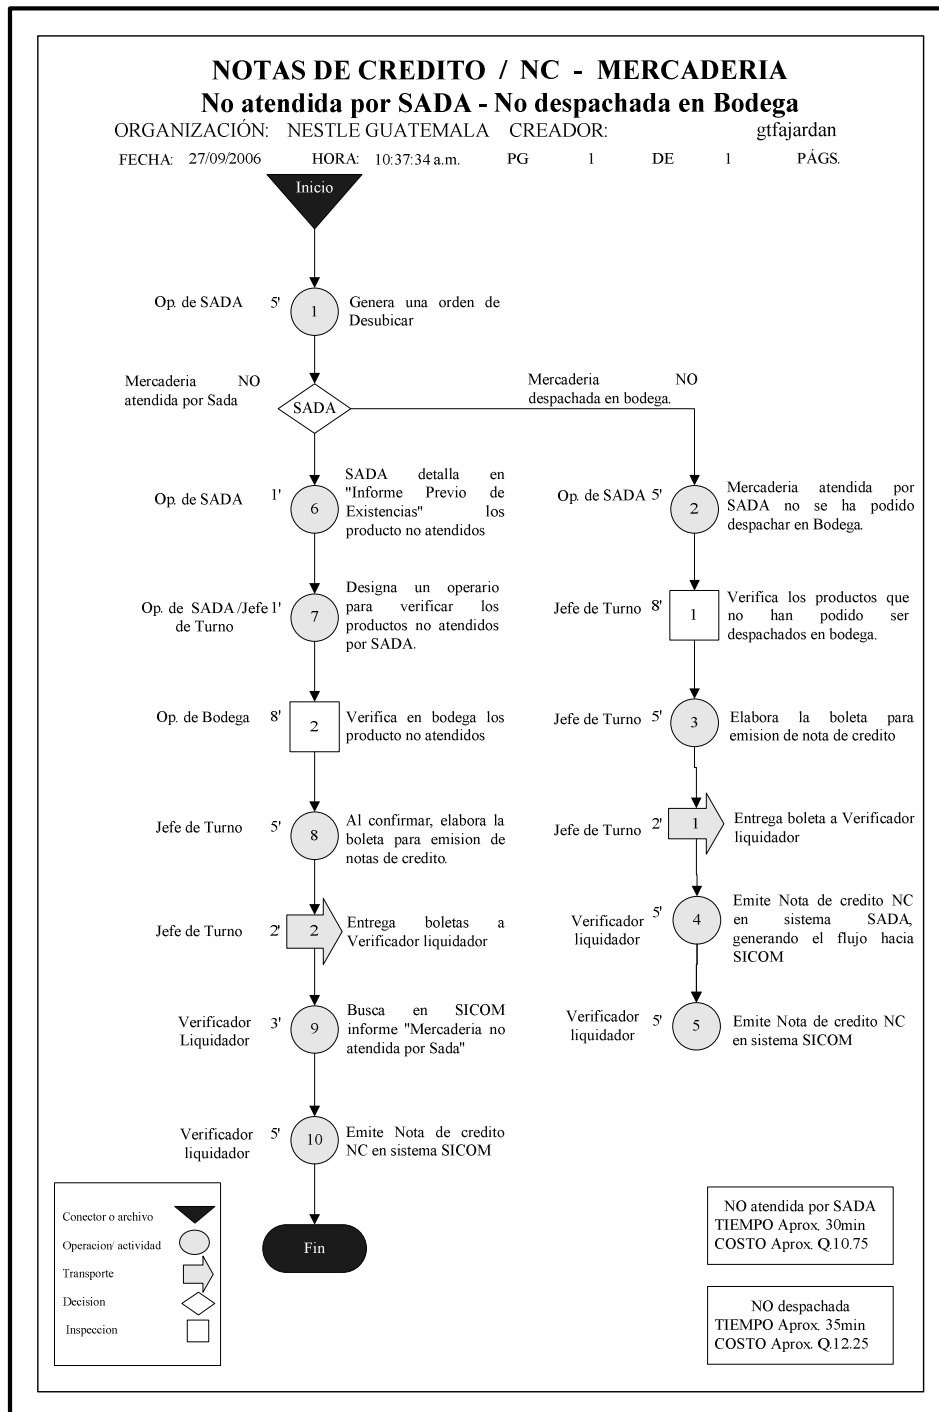 NOTAS DE CREDITO / NC - MERCADERIA
No atendida por SADA - No despachada en Bodega
ORGANIZACIÓN: NESTLE GUATEMALA CREADOR: gtfajardan
FECHA: 27/09/2006 HORA: 10:37:34 a.m. PG 1 DE 1 PÁGS.
Inicio
Op. de SADA 5' 1
Genera una orden de
Desubicar
Mercaderia NO
atendida por Sada
SADA
Mercaderia NO
despachada en bodega.
Op. de SADA 1' 6
SADA detalla en
"Informe Previo de
Existencias" los
producto no atendidos
Op. de SADA /Jefe
de Turno
1' 7
Designa un operario
para verificar los
productos no atendidos
por SADA.
Op. de Bodega 8' 2
Verifica en bodega los
producto no atendidos
Jefe de Turno 5' 8
Al confirmar, elabora la
boleta para emision de
notas de credito.
Jefe de Turno 2' 2
Entrega boletas a
Verificador liquidador
Verificador
Liquidador
3' 9
Busca en SICOM
informe "Mercaderia no
atendida por Sada"
Verificador
liquidador
5' 10
Emite Nota de credito
NC en sistema SICOM
Fin
Op. de SADA 5' 2
Mercaderia atendida por
SADA no se ha podido
despachar en Bodega.
Jefe de Turno 8' 1
Verifica los productos que
no han podido ser
despachados en bodega.
Jefe de Turno 5' 3
Elabora la boleta para
emision de nota de credito
Jefe de Turno 2' 1
Entrega boleta a Verificador
liquidador
Verificador
liquidador
5' 4
Emite Nota de credito NC
en sistema SADA,
generando el flujo hacia
SICOM
Verificador
liquidador
5' 5
Emite Nota de credito NC
en sistema SICOM
Conector o archivo
Operacion/ actividad
Transporte
Decision
Inspeccion
NO atendida por SADA
TIEMPO Aprox. 30min
COSTO Aprox. Q.10.75
NO despachada
TIEMPO Aprox. 35min
COSTO Aprox. Q.12.25